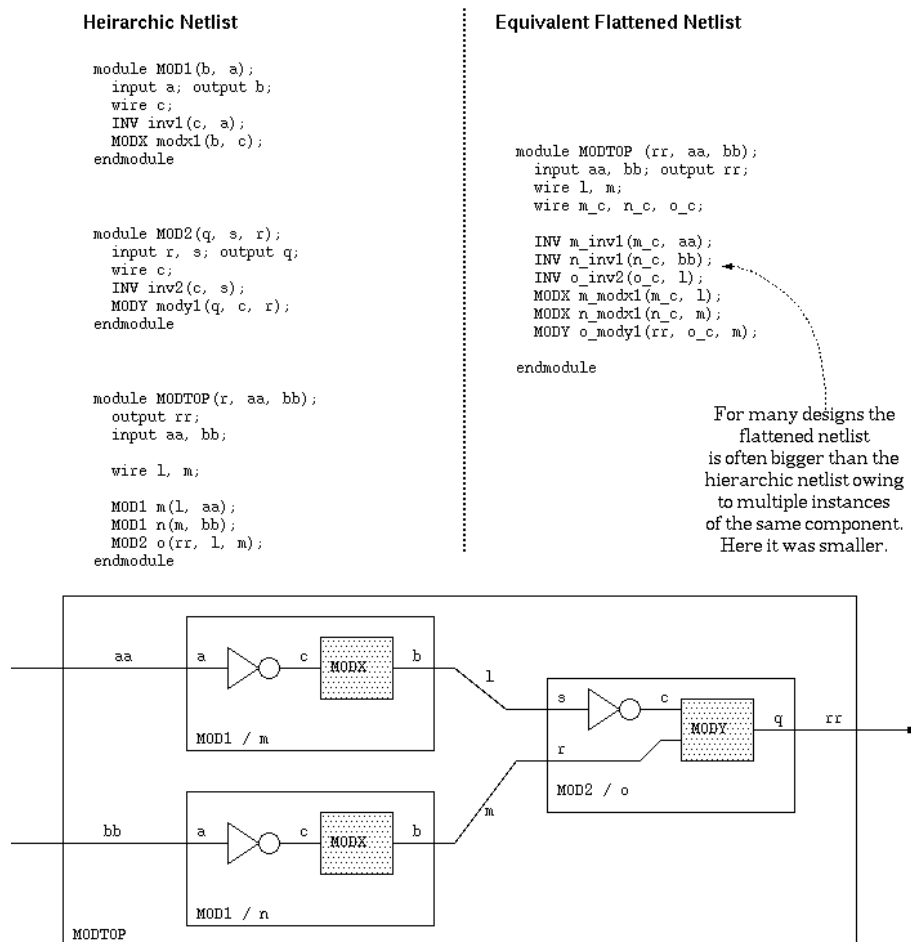 Heirarchic Netlist
module MOD1(b, a);
input a; output b;
wire c;
INV inv1(c, a);
MODX modx1(b, c);
endmodule
module MOD2(q, s, r);
input r, s; output q;
wire c;
INV inv2(c, s);
MODY mody1(q, c, r);
endmodule
module MODTOP(r, aa, bb);
output rr;
input aa, bb;
wire l, m;
MOD1 m(l, aa);
MOD1 n(m, bb);
MOD2 o(rr, l, m);
endmodule
Equivalent Flattened Netlist
module MODTOP (rr, aa, bb);
input aa, bb; output rr;
wire l, m;
wire m_c, n_c, o_c;
INV m_inv1(m_c, aa);
INV n_inv1(n_c, bb);
INV o_inv2(o_c, l);
MODX m_modx1(m_c, l);
MODX n_modx1(n_c, m);
MODY o_mody1(rr, o_c, m);
endmodule
For many designs the
flattened netlist
is often bigger than the
hierarchic netlist owing
to multiple instances
of the same component.
Here it was smaller.
aa
a
c
MODX
b
MOD1 / m
l
s
c
MODY
q
rr
r
MOD2 / o
m
bb
a
c
MODX
b
MOD1 / n
MODTOP